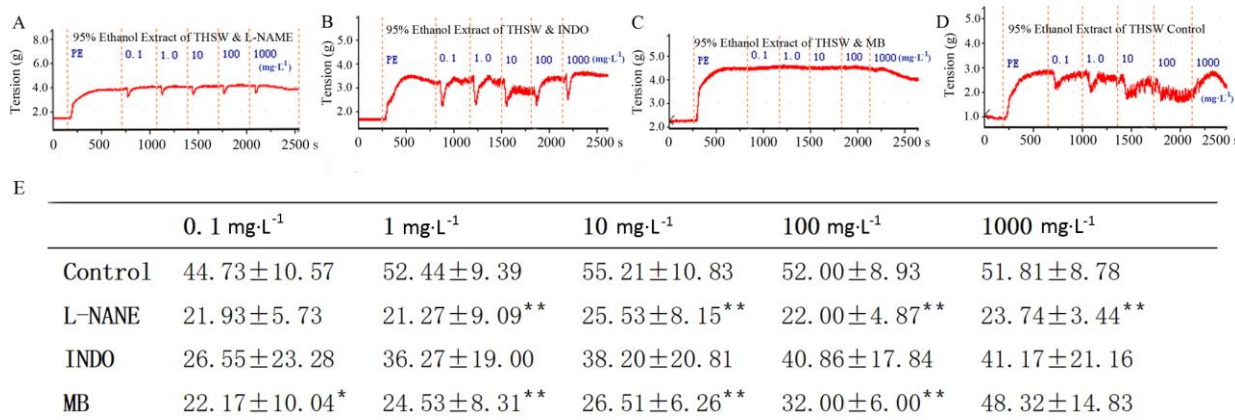 A
95% Ethanol Extract of THSW & L-NAME
PE 0.1 1.0 10 100 1000
(mg·L-1)
Tension (g)
8.0
6.0
4.0
2.0
0 500 1000 1500 2000 2500 s
B
95% Ethanol Extract of THSW & INDO
PE 0.1 1.0 10 100 1000 (mg·L-1)
Tension (g)
5.0
4.0
3.0
2.0
0 500 1000 1500 2000 2500 s
C
95% Ethanol Extract of THSW & MB
PE 0.1 1.0 10 100 1000 (mg·L-1)
Tension (g)
6.0
5.0
4.0
3.0
2.0
0 500 1000 1500 2000 2500 s
D
95% Ethanol Extract of THSW Control
PE 0.1 1.0 10 100 1000
(mg·L-1)
Tension (g)
5.0
4.0
3.0
2.0
1.0
0 500 1000 1500 2000 2500 s
E
0.1 mg·L-1 1 mg·L-1 10 mg·L-1 100 mg·L-1 1000 mg·L-1
Control 44.73±10.57 52.44±9.39 55.21±10.83 52.00±8.93 51.81±8.78
L-NANE 21.93±5.73 21.27±9.09** 25.53±8.15** 22.00±4.87** 23.74±3.44**
INDO 26.55±23.28 36.27±19.00 38.20±20.81 40.86±17.84 41.17±21.16
MB 22.17±10.04* 24.53±8.31** 26.51±6.26** 32.00±6.00** 48.32±14.83